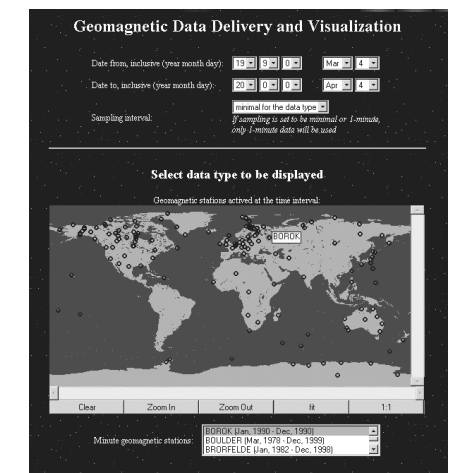 Geomagnetic Data Delivery and Visualization
Date from, inclusive (year month day): 19 9 0 Mar 4
Date to, inclusive (year month day): 20 0 0 Apr 4
Sampling interval: minimal for the data type
If sampling is set to be minimal or 1-minute,
only 1-minute data will be used
Select data type to be displayed
Geomagnetic stations actived at the time interval:
BOROK
Clear Zoom In Zoom Out fit 1:1
Minute geomagnetic stations:
BOROK (Jan, 1990 - Dec, 1990)
BOULDER (Mar, 1978 - Dec, 1999)
BRORFELDE (Jan, 1982 - Dec, 1998)